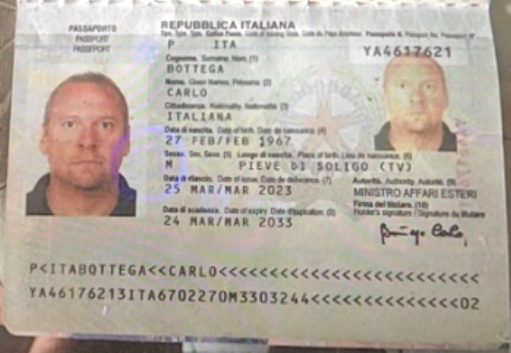 PASSAPORTO
PASSPORT
PASSEPORT
REPUBBLICA ITALIANA
P ITA YA4617621
Cognome. Surname. Nom. (1)
BOTTEGA
Nome. Given Names. Prénoms. (2)
CARLO
Cittadinanza. Nationality. Nationalité. (3)
ITALIANA
Data di nascita. Date of birth. Date de naissance. (4)
27 FEB/FEB 1967
Sesso. Sex. Sexe. (5) Luogo di nascita. Place of birth. Lieu de naissance. (6)
M PIEVE DI SOLIGO (TV)
Data di rilascio. Date of issue. Date de délivrance. (7) Autorità. Authority. Autorité. (9)
25 MAR/MAR 2023 MINISTRO AFFARI ESTERI
Data di scadenza. Date of expiry. Date d'expiration. (8) Firma del titolare. (10)
Holder's signature / Signature du titulaire
24 MAR/MAR 2033
P<ITABOTTEGA<<CARLO<<<<<<<<<<<<<<<<<<<<<<<<<
YA46176213ITA6702270M3303244<<<<<<<<<<<<<<02